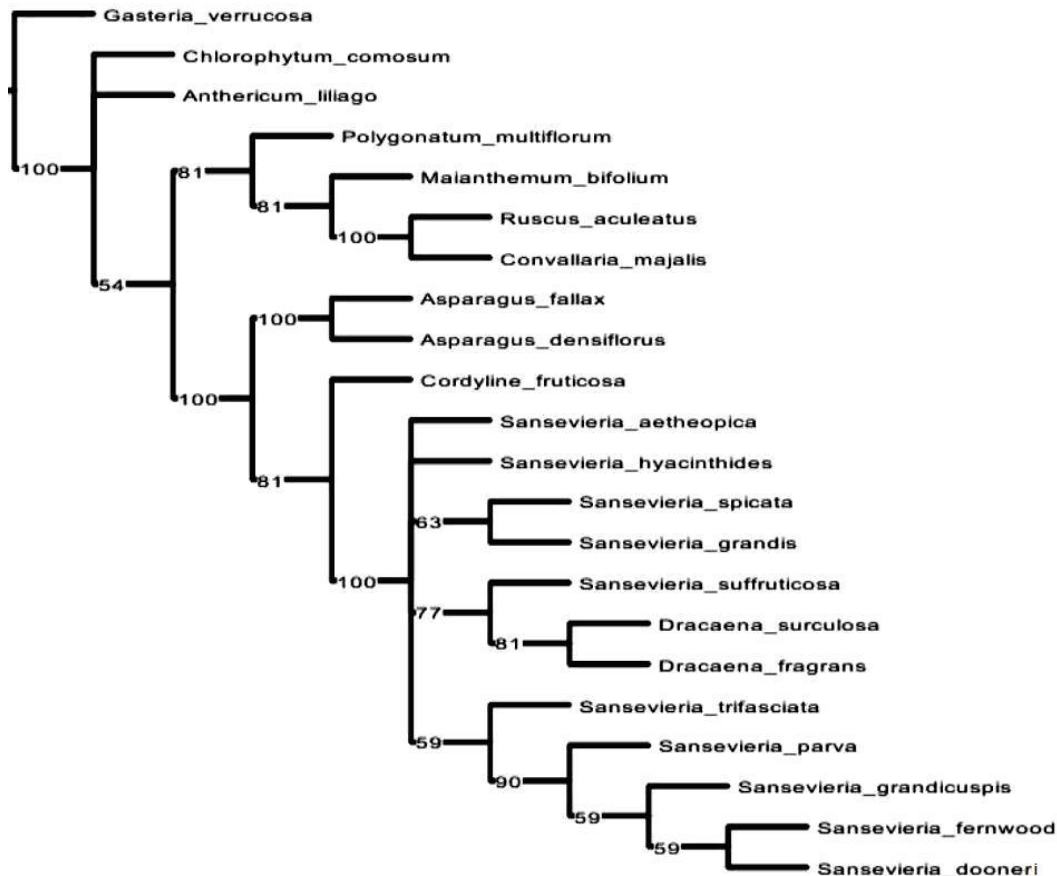 Gasteria_verrucosa
Chlorophytum_comosum
Anthericum_liliago
Polygonatum_multiflorum
81
100
Maianthemum_bifolium
81
Ruscus_aculeatus
100
Convallaria_majalis
54
Asparagus_fallax
100
Asparagus_densiflorus
Cordyline_fruticosa
100
Sansevieria_aetheopica
Sansevieria_hyacinthides
81
Sansevieria_spicata
63
Sansevieria_grandis
100
Sansevieria_suffruticosa
77
Dracaena_surculosa
81
Dracaena_fragrans
Sansevieria_trifasciata
59
Sansevieria_parva
90
Sansevieria_grandicuspis
59
Sansevieria_fernwood
59
Sansevieria_dooneri